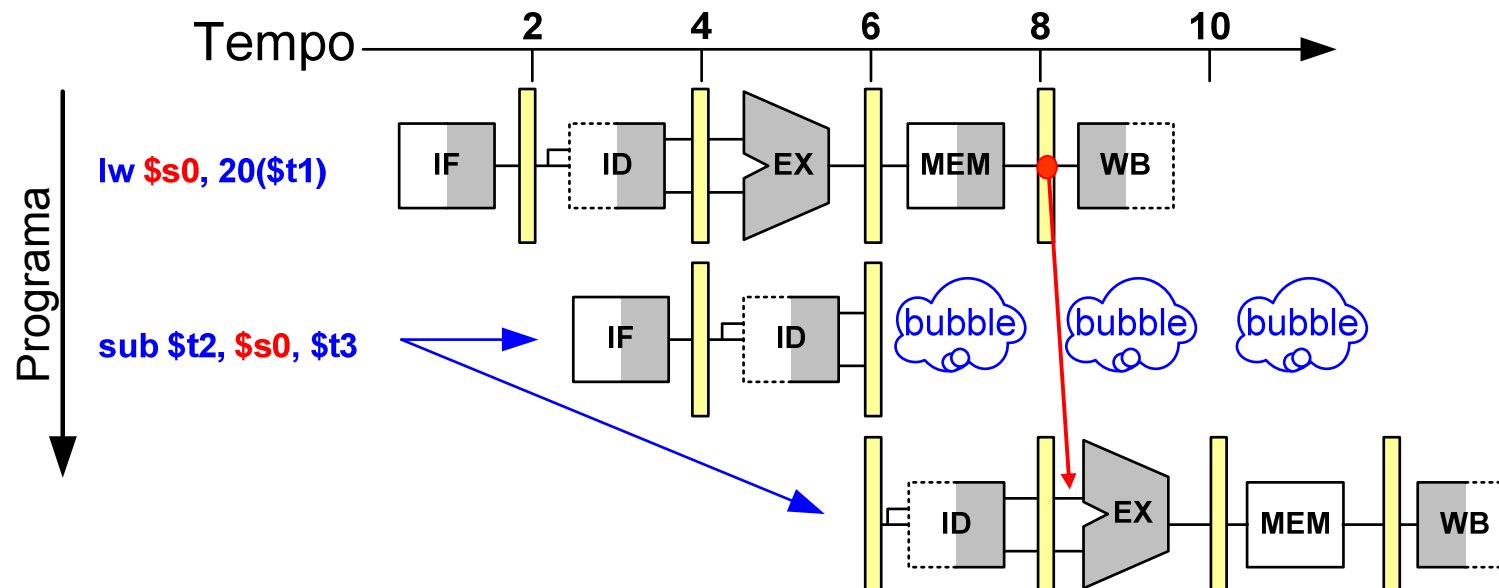 Tempo
2 4 6 8 10
Programa
lw $s0, 20($t1)
IF ID EX MEM WB
sub $t2, $s0, $t3
IF ID bubble bubble bubble
ID EX MEM WB